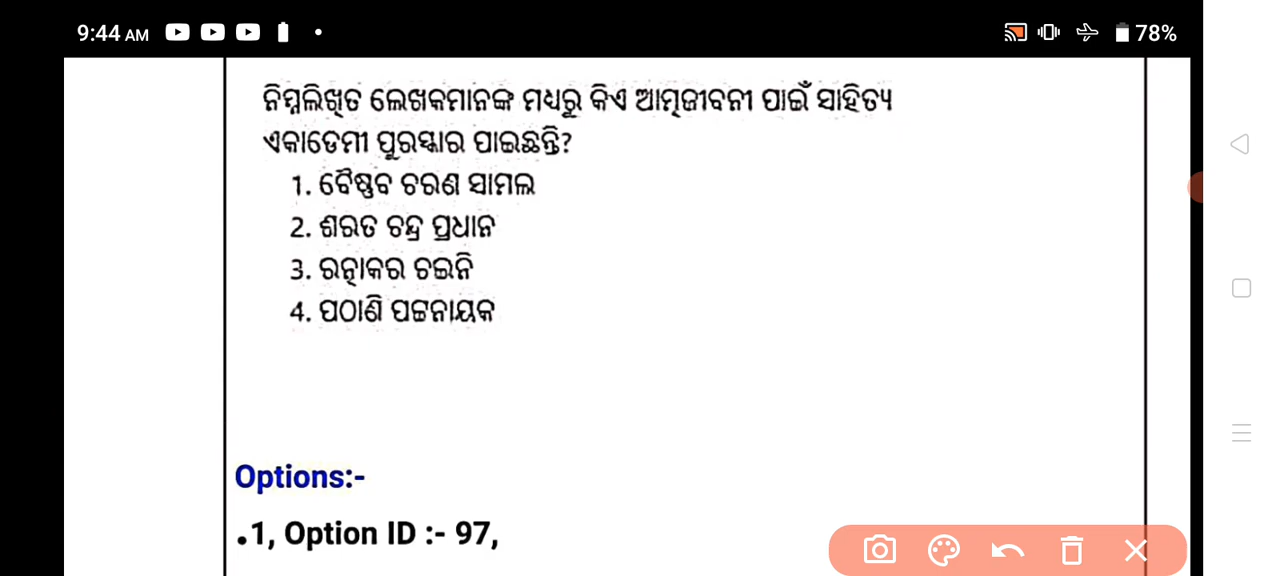 9:44 AM 78%
ନିମ୍ନଲିଖିତ ଲେଖକମାନଙ୍କ ମଧ୍ୟରୁ କିଏ ଆତ୍ମଜୀବନୀ ପାଇଁ ସାହିତ୍ୟ
ଏକାଡେମୀ ପୁରସ୍କାର ପାଇଛନ୍ତି?
1. ବୈଷ୍ଣବ ଚରଣ ସାମଲ
2. ଶରତ ଚନ୍ଦ୍ର ପ୍ରଧାନ
3. ରତ୍ନାକର ଚଇନି
4. ପଠାଣି ପଟ୍ଟନାୟକ
Options:-
.1, Option ID :- 97,